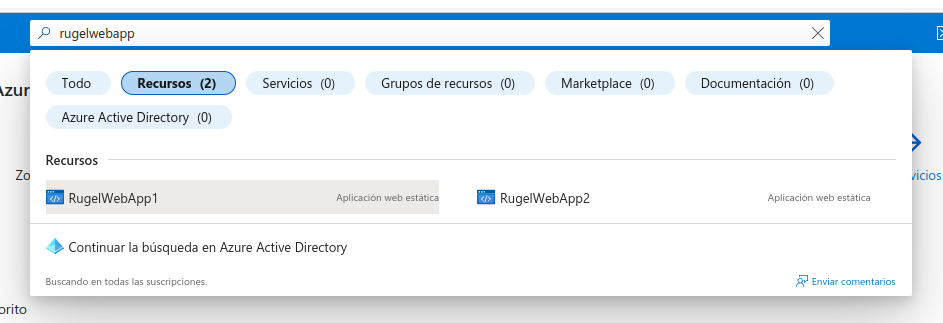 rugelwebapp
Azur
Todo Recursos (2) Servicios (0) Grupos de recursos (0) Marketplace (0) Documentación (0)
Azure Active Directory (0)
Recursos
Zo
RugelWebApp1 Aplicación web estática RugelWebApp2 Aplicación web estática
vicios
Continuar la búsqueda en Azure Active Directory
Buscando en todas las suscripciones. Enviar comentarios
orito